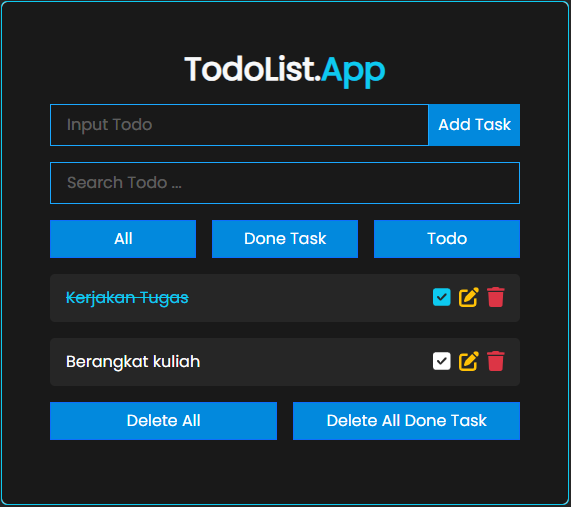 TodoList.App
Input Todo
Add Task
Search Todo ...
All
Done Task
Todo
Kerjakan Tugas
Berangkat kuliah
Delete All
Delete All Done Task